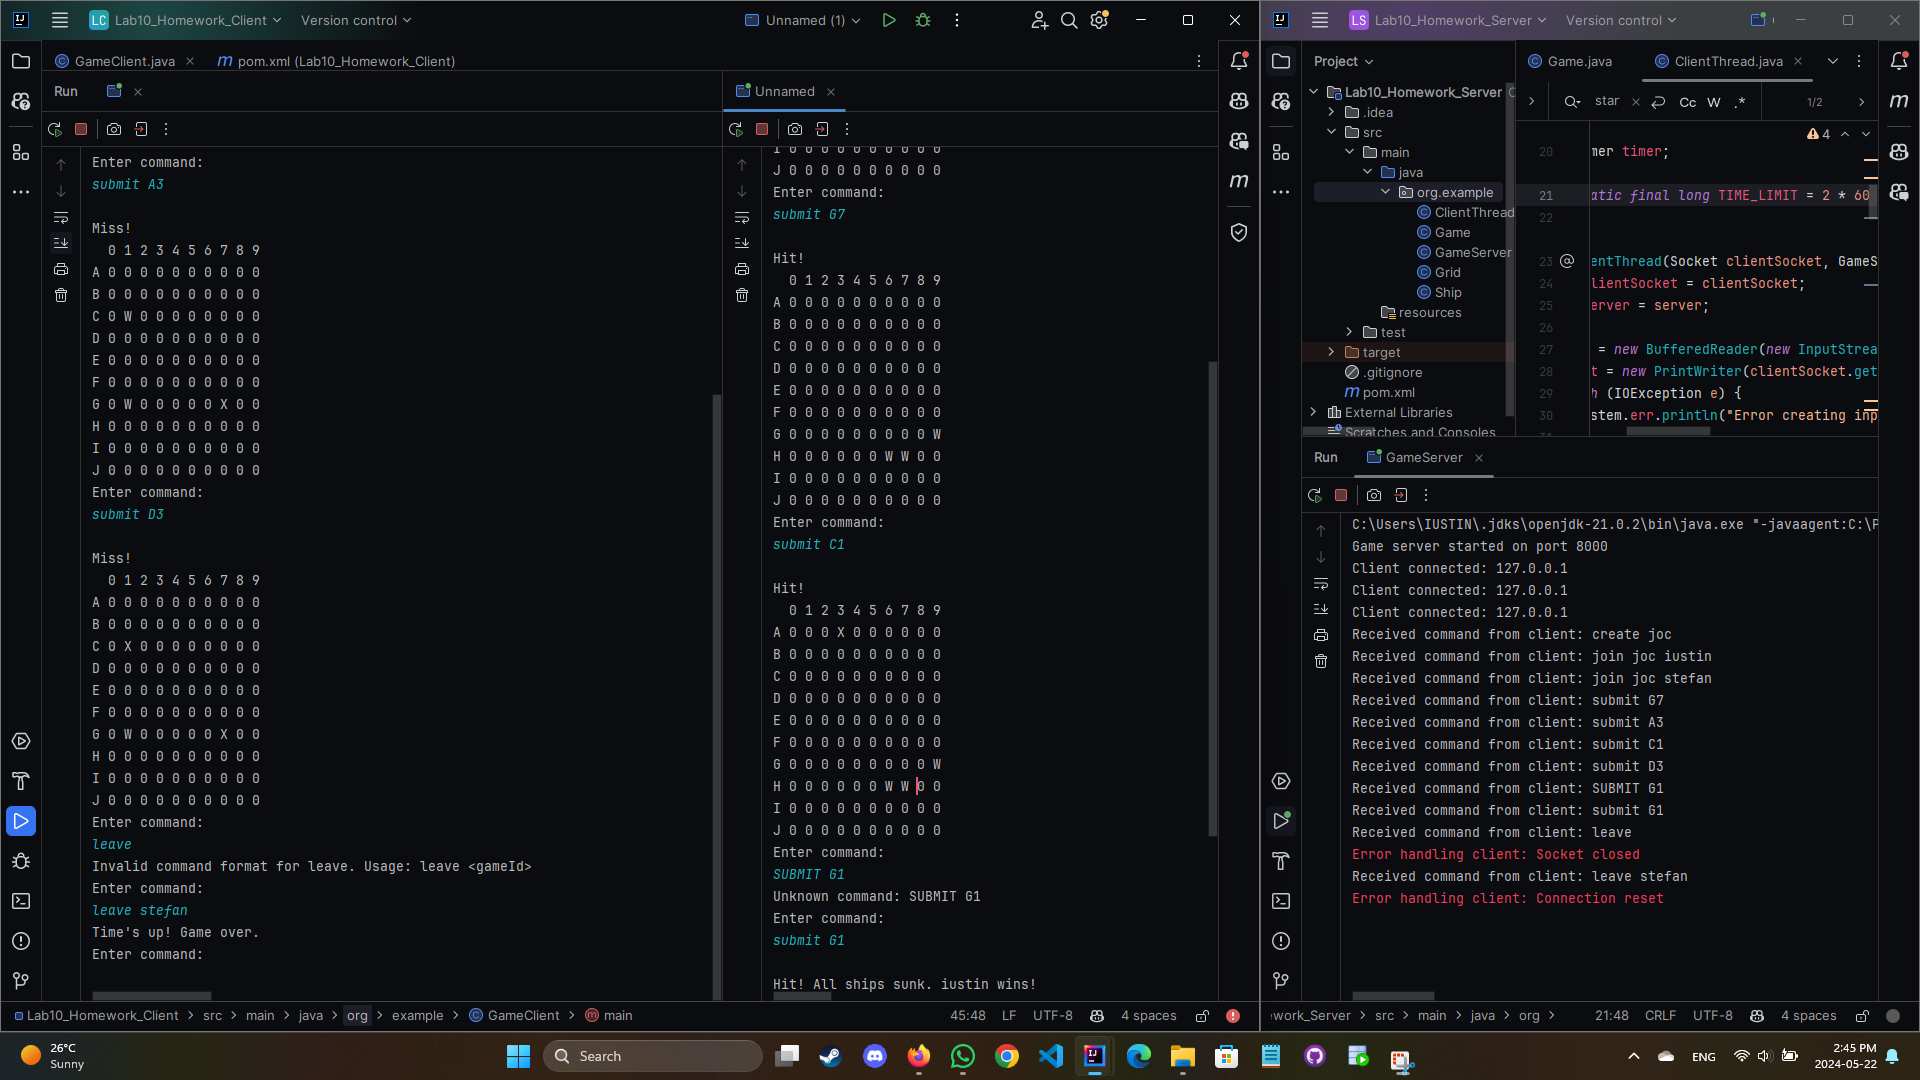 LC Lab10_Homework_Client Version control Unnamed (1)
GameClient.java pom.xml (Lab10_Homework_Client)
Run
Enter command:
submit A3
Miss!
0 1 2 3 4 5 6 7 8 9
A 0 0 0 0 0 0 0 0 0 0
B 0 0 0 0 0 0 0 0 0 0
C 0 W 0 0 0 0 0 0 0 0
D 0 0 0 0 0 0 0 0 0 0
E 0 0 0 0 0 0 0 0 0 0
F 0 0 0 0 0 0 0 0 0 0
G 0 W 0 0 0 0 0 X 0 0
H 0 0 0 0 0 0 0 0 0 0
I 0 0 0 0 0 0 0 0 0 0
J 0 0 0 0 0 0 0 0 0 0
Enter command:
submit D3
Miss!
0 1 2 3 4 5 6 7 8 9
A 0 0 0 0 0 0 0 0 0 0
B 0 0 0 0 0 0 0 0 0 0
C 0 X 0 0 0 0 0 0 0 0
D 0 0 0 0 0 0 0 0 0 0
E 0 0 0 0 0 0 0 0 0 0
F 0 0 0 0 0 0 0 0 0 0
G 0 W 0 0 0 0 0 X 0 0
H 0 0 0 0 0 0 0 0 0 0
I 0 0 0 0 0 0 0 0 0 0
J 0 0 0 0 0 0 0 0 0 0
Enter command:
leave
Invalid command format for leave. Usage: leave <gameId>
Enter command:
leave stefan
Time's up! Game over.
Enter command:
Unnamed
I 0 0 0 0 0 0 0 0 0 0
J 0 0 0 0 0 0 0 0 0 0
Enter command:
submit G7
Hit!
0 1 2 3 4 5 6 7 8 9
A 0 0 0 0 0 0 0 0 0 0
B 0 0 0 0 0 0 0 0 0 0
C 0 0 0 0 0 0 0 0 0 0
D 0 0 0 0 0 0 0 0 0 0
E 0 0 0 0 0 0 0 0 0 0
F 0 0 0 0 0 0 0 0 0 0
G 0 0 0 0 0 0 0 0 0 W
H 0 0 0 0 0 0 W W 0 0
I 0 0 0 0 0 0 0 0 0 0
J 0 0 0 0 0 0 0 0 0 0
Enter command:
submit C1
Hit!
0 1 2 3 4 5 6 7 8 9
A 0 0 0 X 0 0 0 0 0 0
B 0 0 0 0 0 0 0 0 0 0
C 0 0 0 0 0 0 0 0 0 0
D 0 0 0 0 0 0 0 0 0 0
E 0 0 0 0 0 0 0 0 0 0
F 0 0 0 0 0 0 0 0 0 0
G 0 0 0 0 0 0 0 0 0 W
H 0 0 0 0 0 0 W W 0 0
I 0 0 0 0 0 0 0 0 0 0
J 0 0 0 0 0 0 0 0 0 0
Enter command:
SUBMIT G1
Unknown command: SUBMIT G1
Enter command:
submit G1
Hit! All ships sunk. iustin wins!
Lab10_Homework_Client > src > main > java > org > example > GameClient > main 45:48 LF UTF-8 4 spaces
LS Lab10_Homework_Server Version control
Project
Lab10_Homework_Server
.idea
src
main
java
org.example
ClientThread
Game
GameServer
Grid
Ship
resources
test
target
.gitignore
pom.xml
External Libraries
Scratches and Consoles
Game.java ClientThread.java
star Cc W .* 1/2
4
20 mer timer;
21 atic final long TIME_LIMIT = 2 * 60
22
23 entThread(Socket clientSocket, GameS
24 lientSocket = clientSocket;
25 erver = server;
26
27 = new BufferedReader(new InputStrea
28 t = new PrintWriter(clientSocket.get
29 h (IOException e) {
30 stem.err.println("Error creating inp
Run GameServer
C:\Users\IUSTIN\.jdks\openjdk-21.0.2\bin\java.exe "-javaagent:C:\P
Game server started on port 8000
Client connected: 127.0.0.1
Client connected: 127.0.0.1
Client connected: 127.0.0.1
Received command from client: create joc
Received command from client: join joc iustin
Received command from client: join joc stefan
Received command from client: submit G7
Received command from client: submit A3
Received command from client: submit C1
Received command from client: submit D3
Received command from client: SUBMIT G1
Received command from client: submit G1
Received command from client: leave
Error handling client: Socket closed
Received command from client: leave stefan
Error handling client: Connection reset
work_Server > src > main > java > org > 21:48 CRLF UTF-8 4 spaces
26°C
Sunny
Search
ENG
2:45 PM
2024-05-22